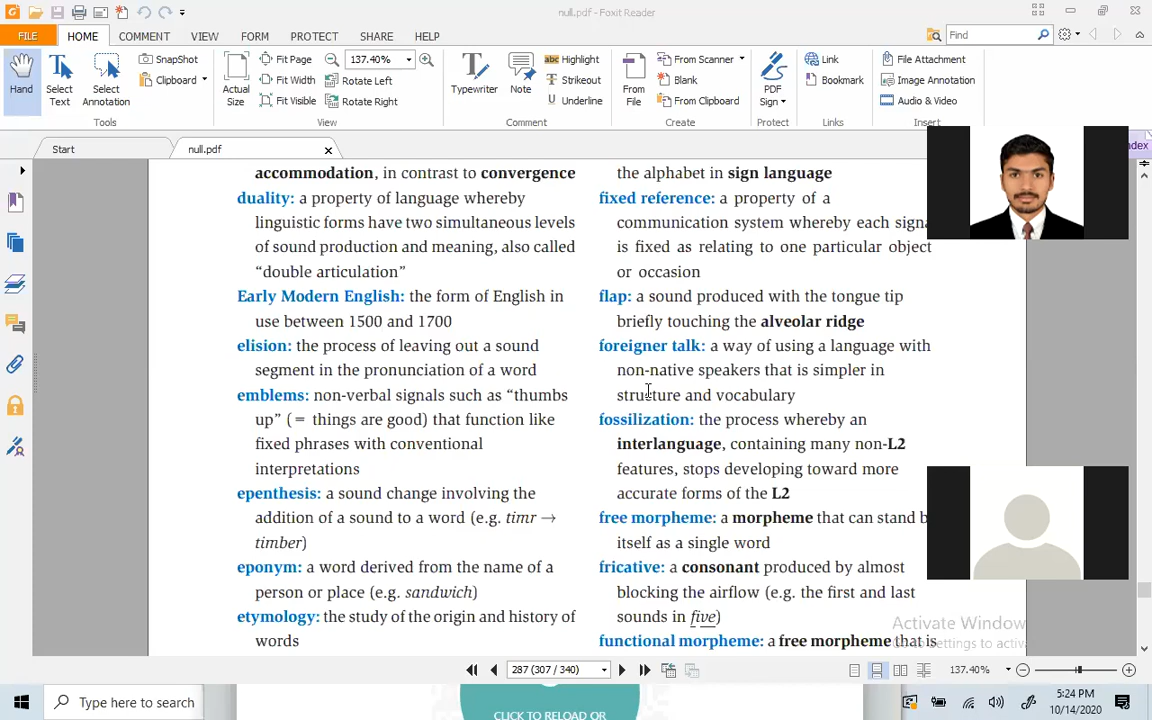 null.pdf - Foxit Reader
FILE HOME COMMENT VIEW FORM PROTECT SHARE HELP
Find
Hand
Select Text
Select Annotation
SnapShot
Clipboard
Tools
Actual Size
Fit Page
Fit Width
Fit Visible
137.40%
Rotate Left
Rotate Right
View
Typewriter
Note
abc Highlight
Strikeout
U Underline
Comment
From File
From Scanner
Blank
From Clipboard
Create
PDF Sign
Protect
Link
Bookmark
Links
File Attachment
Image Annotation
Audio & Video
Insert
Start
null.pdf
ndex
accommodation, in contrast to convergence
duality: a property of language whereby
linguistic forms have two simultaneous levels
of sound production and meaning, also called
“double articulation”
Early Modern English: the form of English in
use between 1500 and 1700
elision: the process of leaving out a sound
segment in the pronunciation of a word
emblems: non-verbal signals such as “thumbs
up” (= things are good) that function like
fixed phrases with conventional
interpretations
epenthesis: a sound change involving the
addition of a sound to a word (e.g. timr →
timber)
eponym: a word derived from the name of a
person or place (e.g. sandwich)
etymology: the study of the origin and history of
words
the alphabet in sign language
fixed reference: a property of a
communication system whereby each signa
is fixed as relating to one particular object
or occasion
flap: a sound produced with the tongue tip
briefly touching the alveolar ridge
foreigner talk: a way of using a language with
non-native speakers that is simpler in
structure and vocabulary
fossilization: the process whereby an
interlanguage, containing many non-L2
features, stops developing toward more
accurate forms of the L2
free morpheme: a morpheme that can stand b
itself as a single word
fricative: a consonant produced by almost
blocking the airflow (e.g. the first and last
sounds in five)
functional morpheme: a free morpheme that is
Activate Window
Go to Settings to activ
287 (307 / 340)
137.40%
Type here to search
CLICK TO RELOAD OR
5:24 PM
10/14/2020